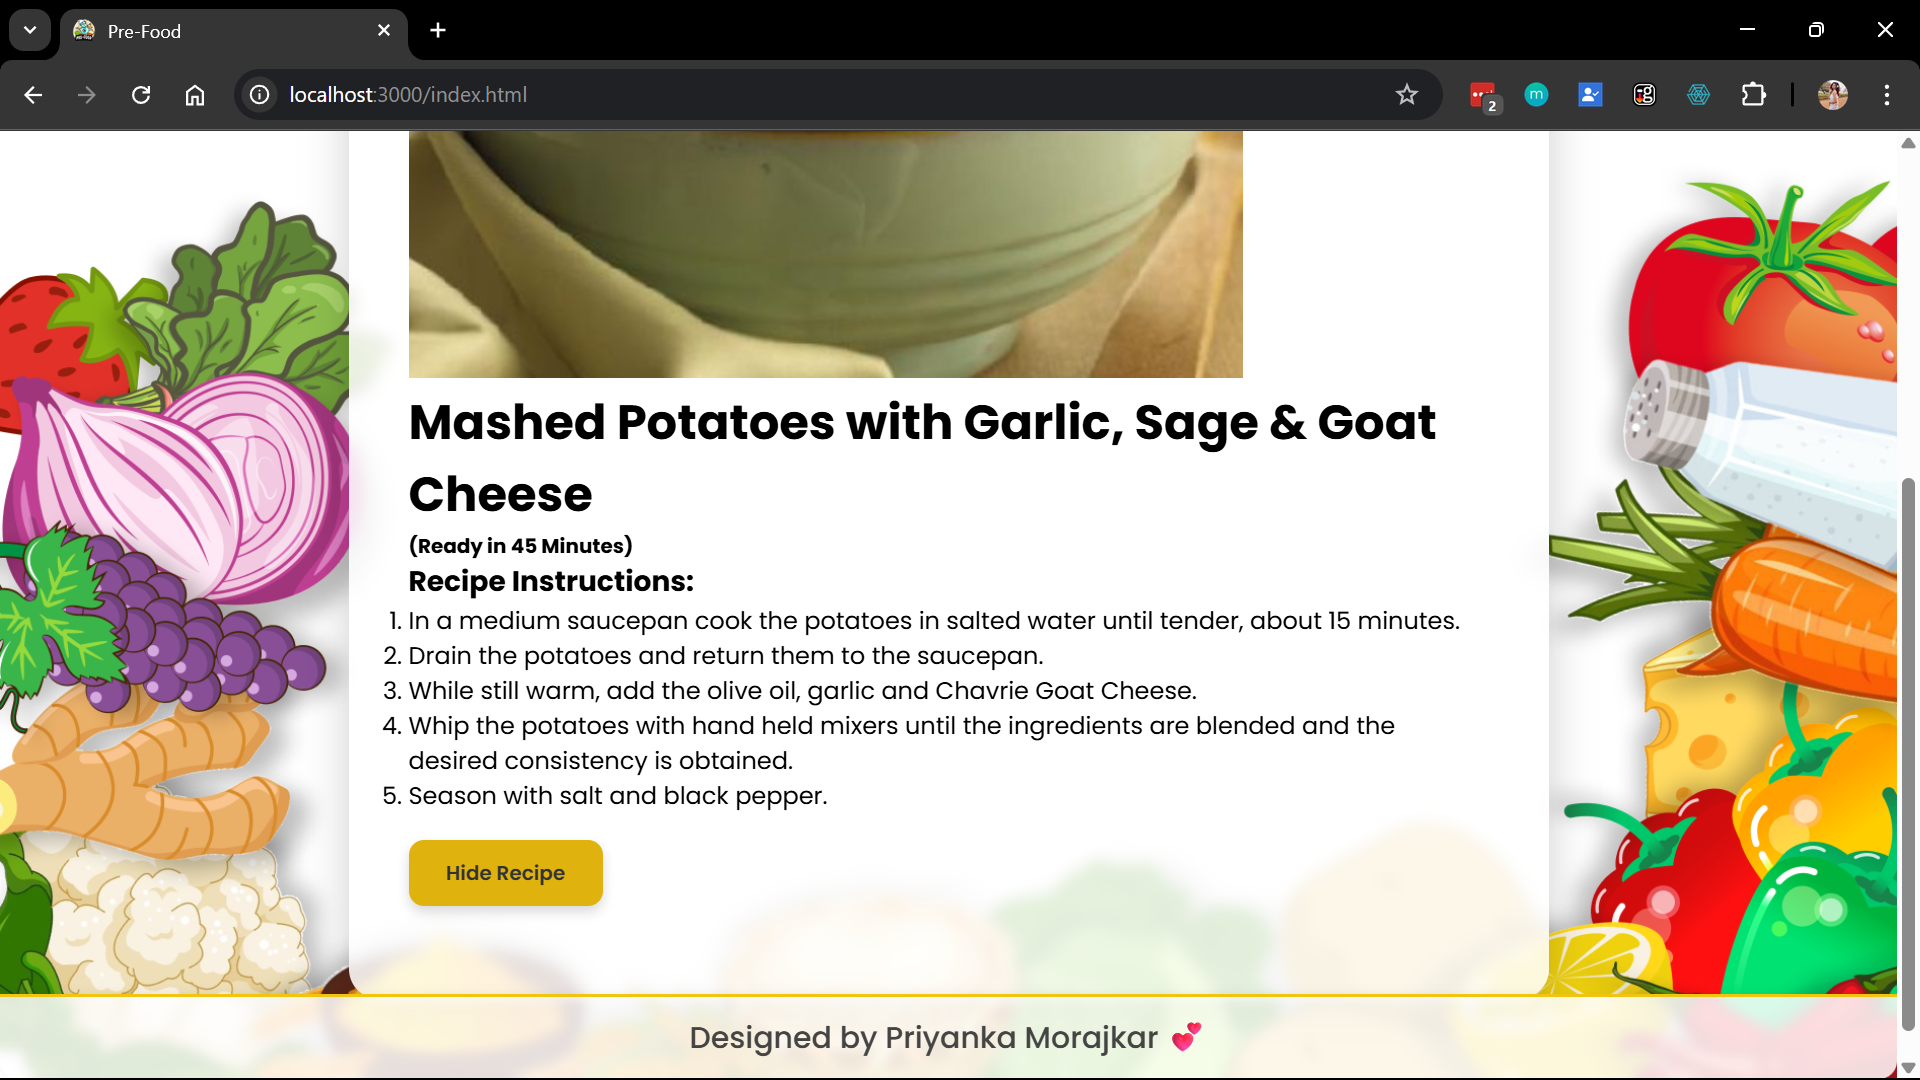 Pre-Food
localhost:3000/index.html
2
m
Mashed Potatoes with Garlic, Sage & Goat
Cheese
(Ready in 45 Minutes)
Recipe Instructions:
1. In a medium saucepan cook the potatoes in salted water until tender, about 15 minutes.
2. Drain the potatoes and return them to the saucepan.
3. While still warm, add the olive oil, garlic and Chavrie Goat Cheese.
4. Whip the potatoes with hand held mixers until the ingredients are blended and the
desired consistency is obtained.
5. Season with salt and black pepper.
Hide Recipe
Designed by Priyanka Morajkar 💕